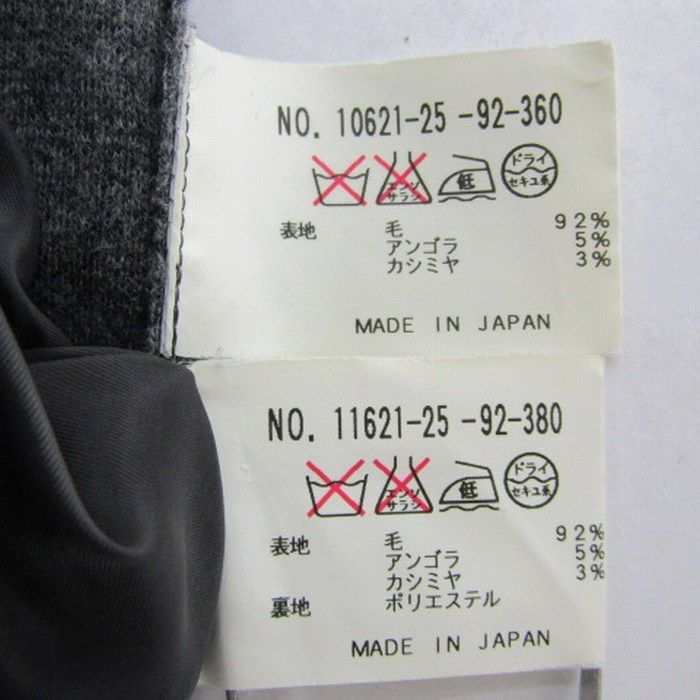 NO. 10621-25 -92-360
エンソサラシ 低 ドライ セキユ系
表地 毛 92%
アンゴラ 5%
カシミヤ 3%
MADE IN JAPAN
NO. 11621-25 -92-380
エンソサラシ 低 ドライ セキユ系
表地 毛 92%
アンゴラ 5%
カシミヤ 3%
裏地 ポリエステル
MADE IN JAPAN